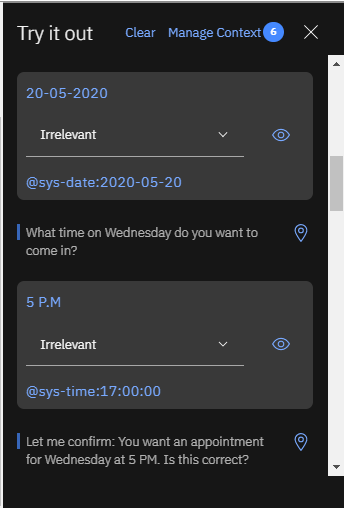 Try it out
Clear
Manage Context
6
20-05-2020
Irrelevant
@sys-date:2020-05-20
What time on Wednesday do you want to
come in?
5 P.M
Irrelevant
@sys-time:17:00:00
Let me confirm: You want an appointment
for Wednesday at 5 PM. Is this correct?